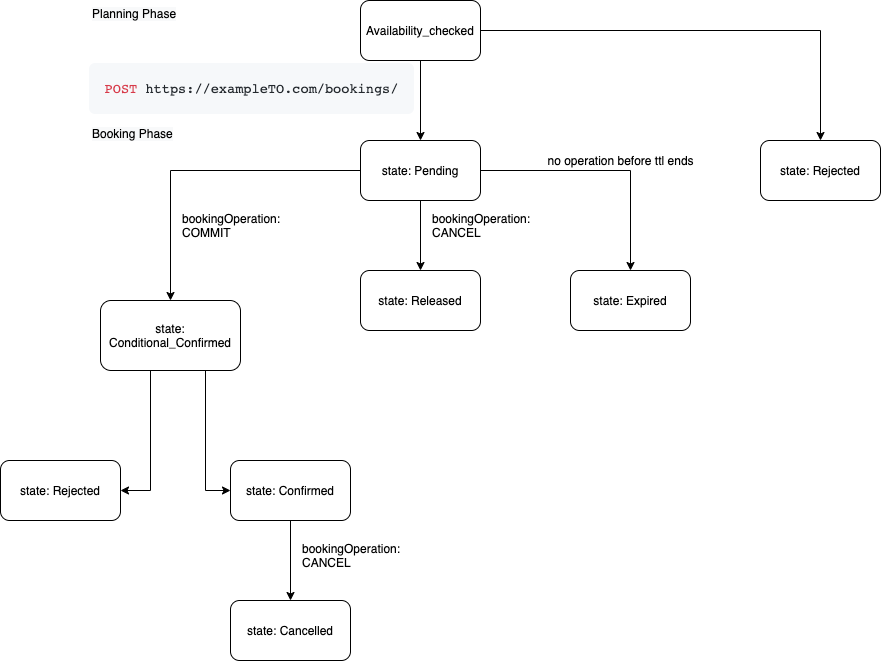 Planning Phase
Availability_checked
POST https://exampleTO.com/bookings/
Booking Phase
no operation before ttl ends
state: Pending
state: Rejected
bookingOperation:
COMMIT
bookingOperation:
CANCEL
state:
Conditional_Confirmed
state: Released
state: Expired
state: Rejected
state: Confirmed
bookingOperation:
CANCEL
state: Cancelled